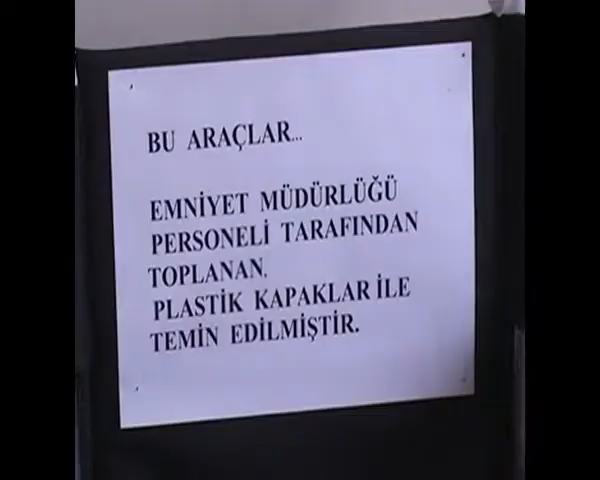 BU ARAÇLAR...
EMNİYET MÜDÜRLÜĞÜ
PERSONELİ TARAFINDAN
TOPLANAN,
PLASTİK KAPAKLAR İLE
TEMİN EDİLMİŞTİR.